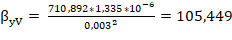 β_yV = (710,892*1,335*10^-6)/(0,003^2) = 105,449